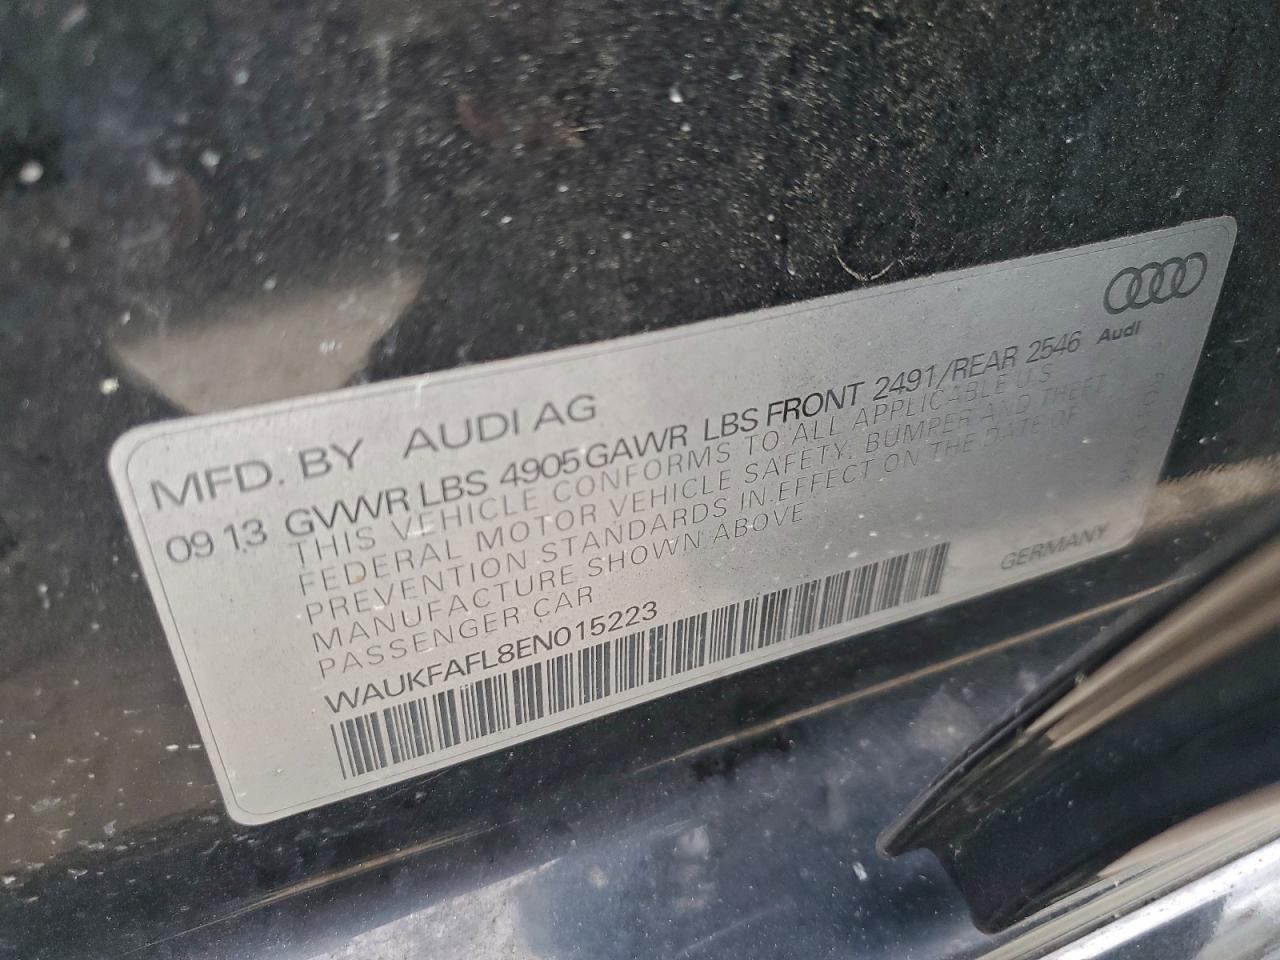 Audi
MFD. BY AUDI AG
09 13 GVWR LBS 4905 GAWR LBS FRONT 2491/REAR 2546
THIS VEHICLE CONFORMS TO ALL APPLICABLE U.S
FEDERAL MOTOR VEHICLE SAFETY, BUMPER AND THEFT
PREVENTION STANDARDS IN EFFECT ON THE DATE OF
MANUFACTURE SHOWN ABOVE
PASSENGER CAR
WAUKFAFL8EN015223
GERMANY